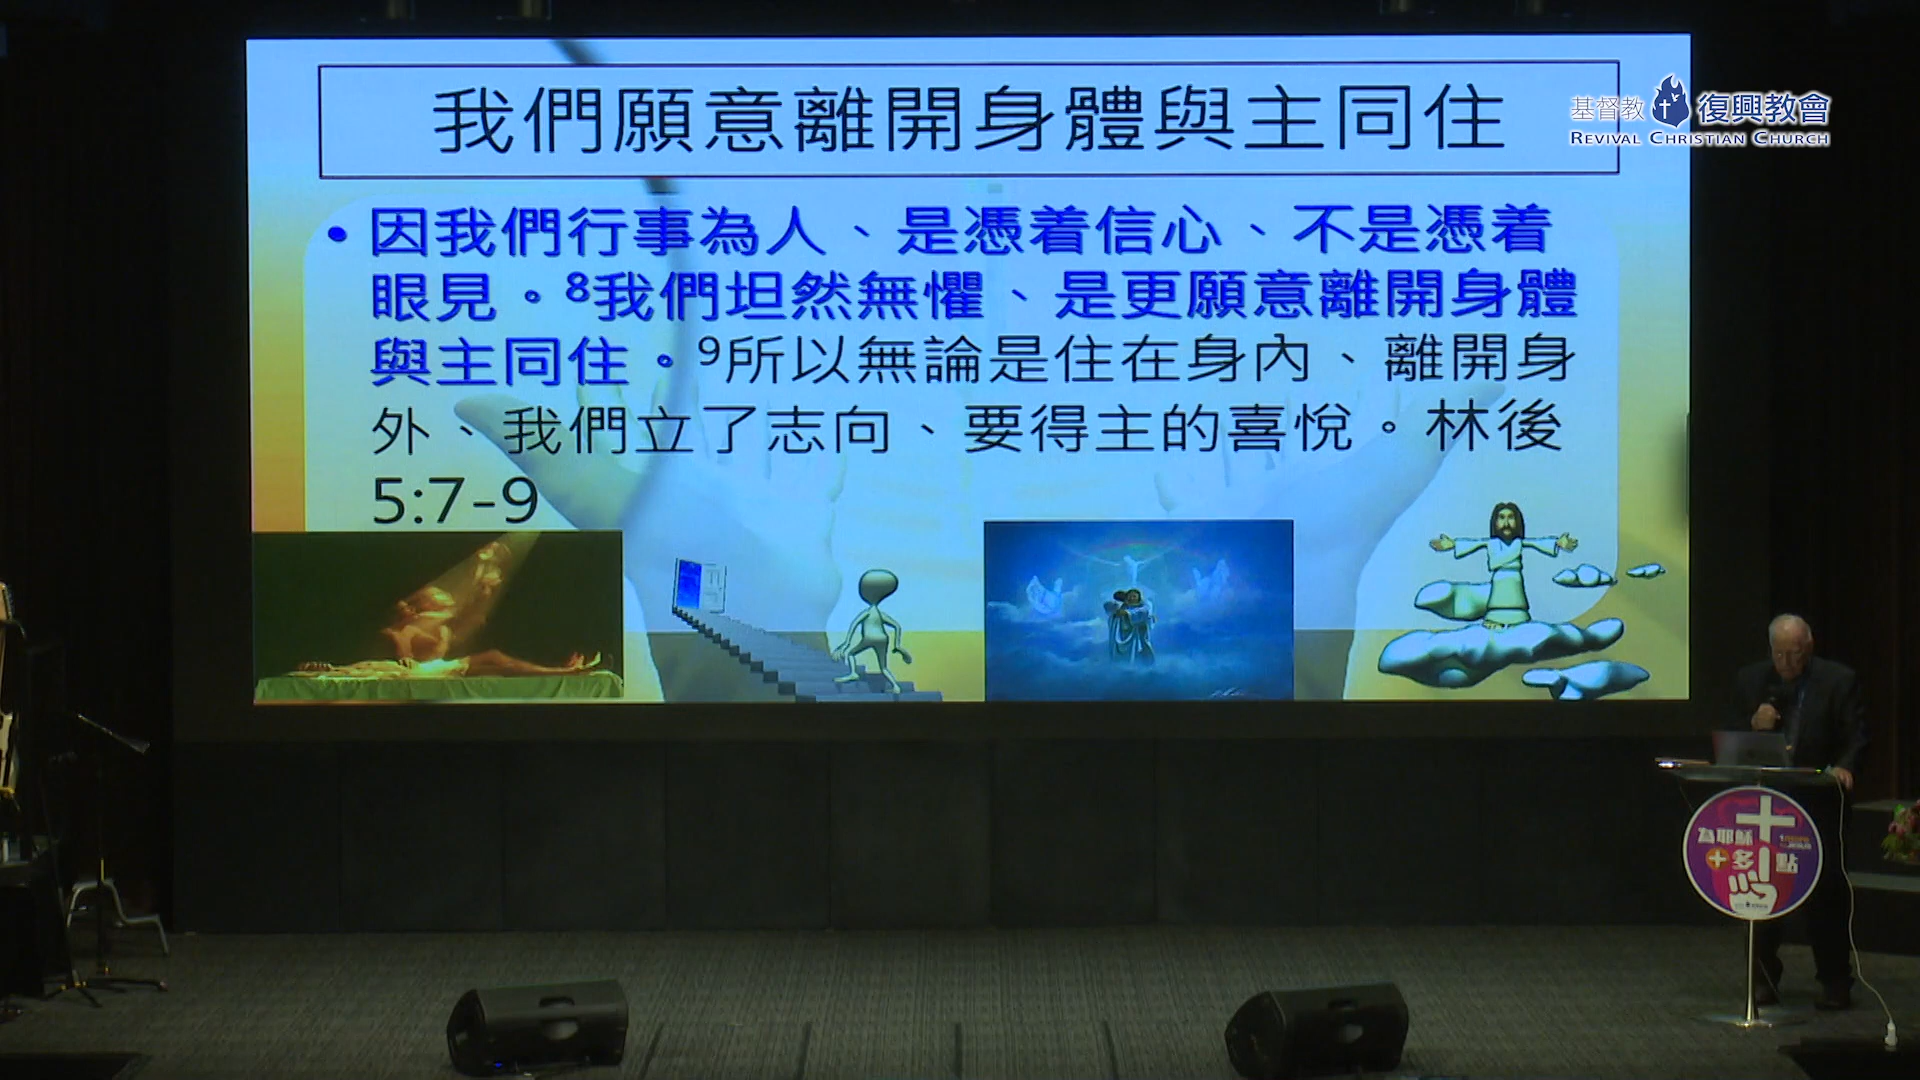 我們願意離開身體與主同住
基督教 復興教會
REVIVAL CHRISTIAN CHURCH
• 因我們行事為人、是憑着信心、不是憑着
眼見。8我們坦然無懼、是更願意離開身體
與主同住。9所以無論是住在身內、離開身
外、我們立了志向、要得主的喜悅。林後
5:7-9
為耶穌
+多點